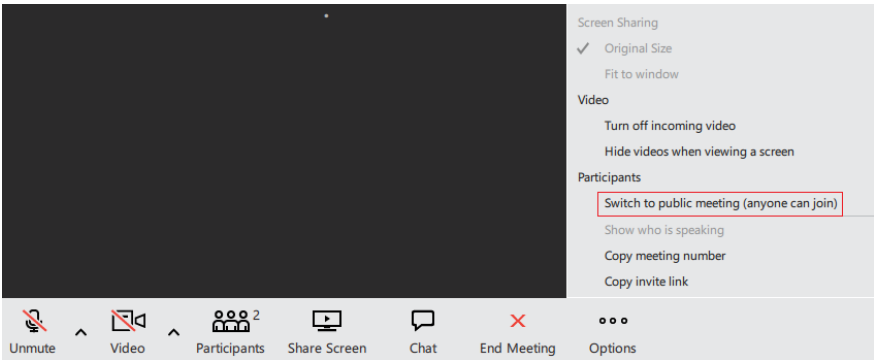 Screen Sharing
Original Size
Fit to window
Video
Turn off incoming video
Hide videos when viewing a screen
Participants
Switch to public meeting (anyone can join)
Show who is speaking
Copy meeting number
Copy invite link
2
Unmute Video Participants Share Screen Chat End Meeting Options